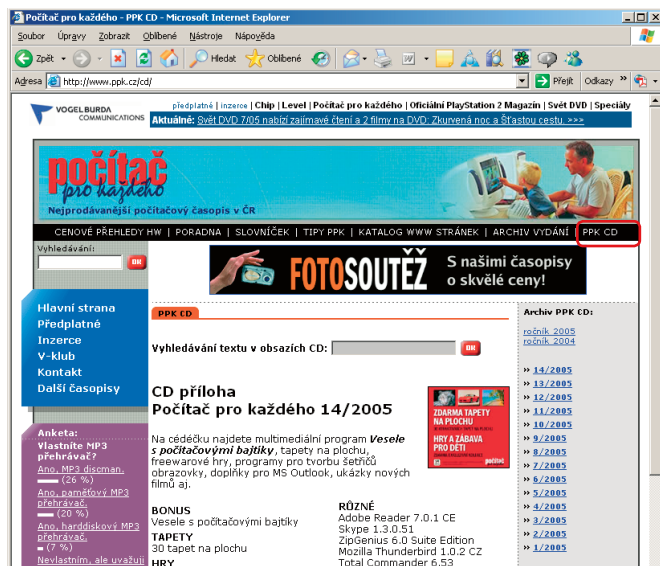 Počítač pro každého - PPK CD - Microsoft Internet Explorer
Soubor Úpravy Zobrazit Oblíbené Nástroje Nápověda
Zpět Hledat Oblíbené
Adresa http://www.ppk.cz/cd/ Přejít Odkazy »
VOGEL BURDA
COMMUNICATIONS
předplatné | inzerce | Chip | Level | Počítač pro každého | Oficiální PlayStation 2 Magazín | Svět DVD | Speciály
Aktuálně: Svět DVD 7/05 nabízí zajímavé čtení a 2 filmy na DVD: Zkurvená noc a Šťastou cestu. >>>
počítač
pro každého
Nejprodávanější počítačový časopis v ČR
CENOVÉ PŘEHLEDY HW | PORADNA | SLOVNÍČEK | TIPY PPK | KATALOG WWW STRÁNEK | ARCHIV VYDÁNÍ | PPK CD
Vyhledávání:
OK
FOTOSOUTĚŽ
S našimi časopisy
o skvělé ceny!
Hlavní strana
Předplatné
Inzerce
V-klub
Kontakt
Další časopisy
Anketa:
Vlastníte MP3
přehrávač?
Ano, MP3 discman.
(26 %)
Ano, paměťový MP3
přehrávač.
(20 %)
Ano, harddiskový MP3
přehrávač.
(7 %)
Nevlastním, ale uvažuji
PPK CD
Vyhledávání textu v obsazích CD: OK
CD příloha
Počítač pro každého 14/2005
ZDARMA TAPETY
NA PLOCHU
HRY A ZÁBAVA
PRO DĚTI
počítač
Na cédéčku najdete multimediální program Vesele
s počítačovými bajtíky, tapety na plochu,
freewarové hry, programy pro tvorbu šetřičů
obrazovky, doplňky pro MS Outlook, ukázky nových
filmů aj.
BONUS
Vesele s počítačovými bajtíky
TAPETY
30 tapet na plochu
HRY
RŮZNÉ
Adobe Reader 7.0.1 CE
Skype 1.3.0.51
ZipGenius 6.0 Suite Edition
Mozilla Thunderbird 1.0.2 CZ
Total Commander 6.53
Archiv PPK CD:
ročník 2005
ročník 2004
» 14/2005
» 13/2005
» 12/2005
» 11/2005
» 10/2005
» 9/2005
» 8/2005
» 7/2005
» 6/2005
» 5/2005
» 4/2005
» 3/2005
» 2/2005
» 1/2005